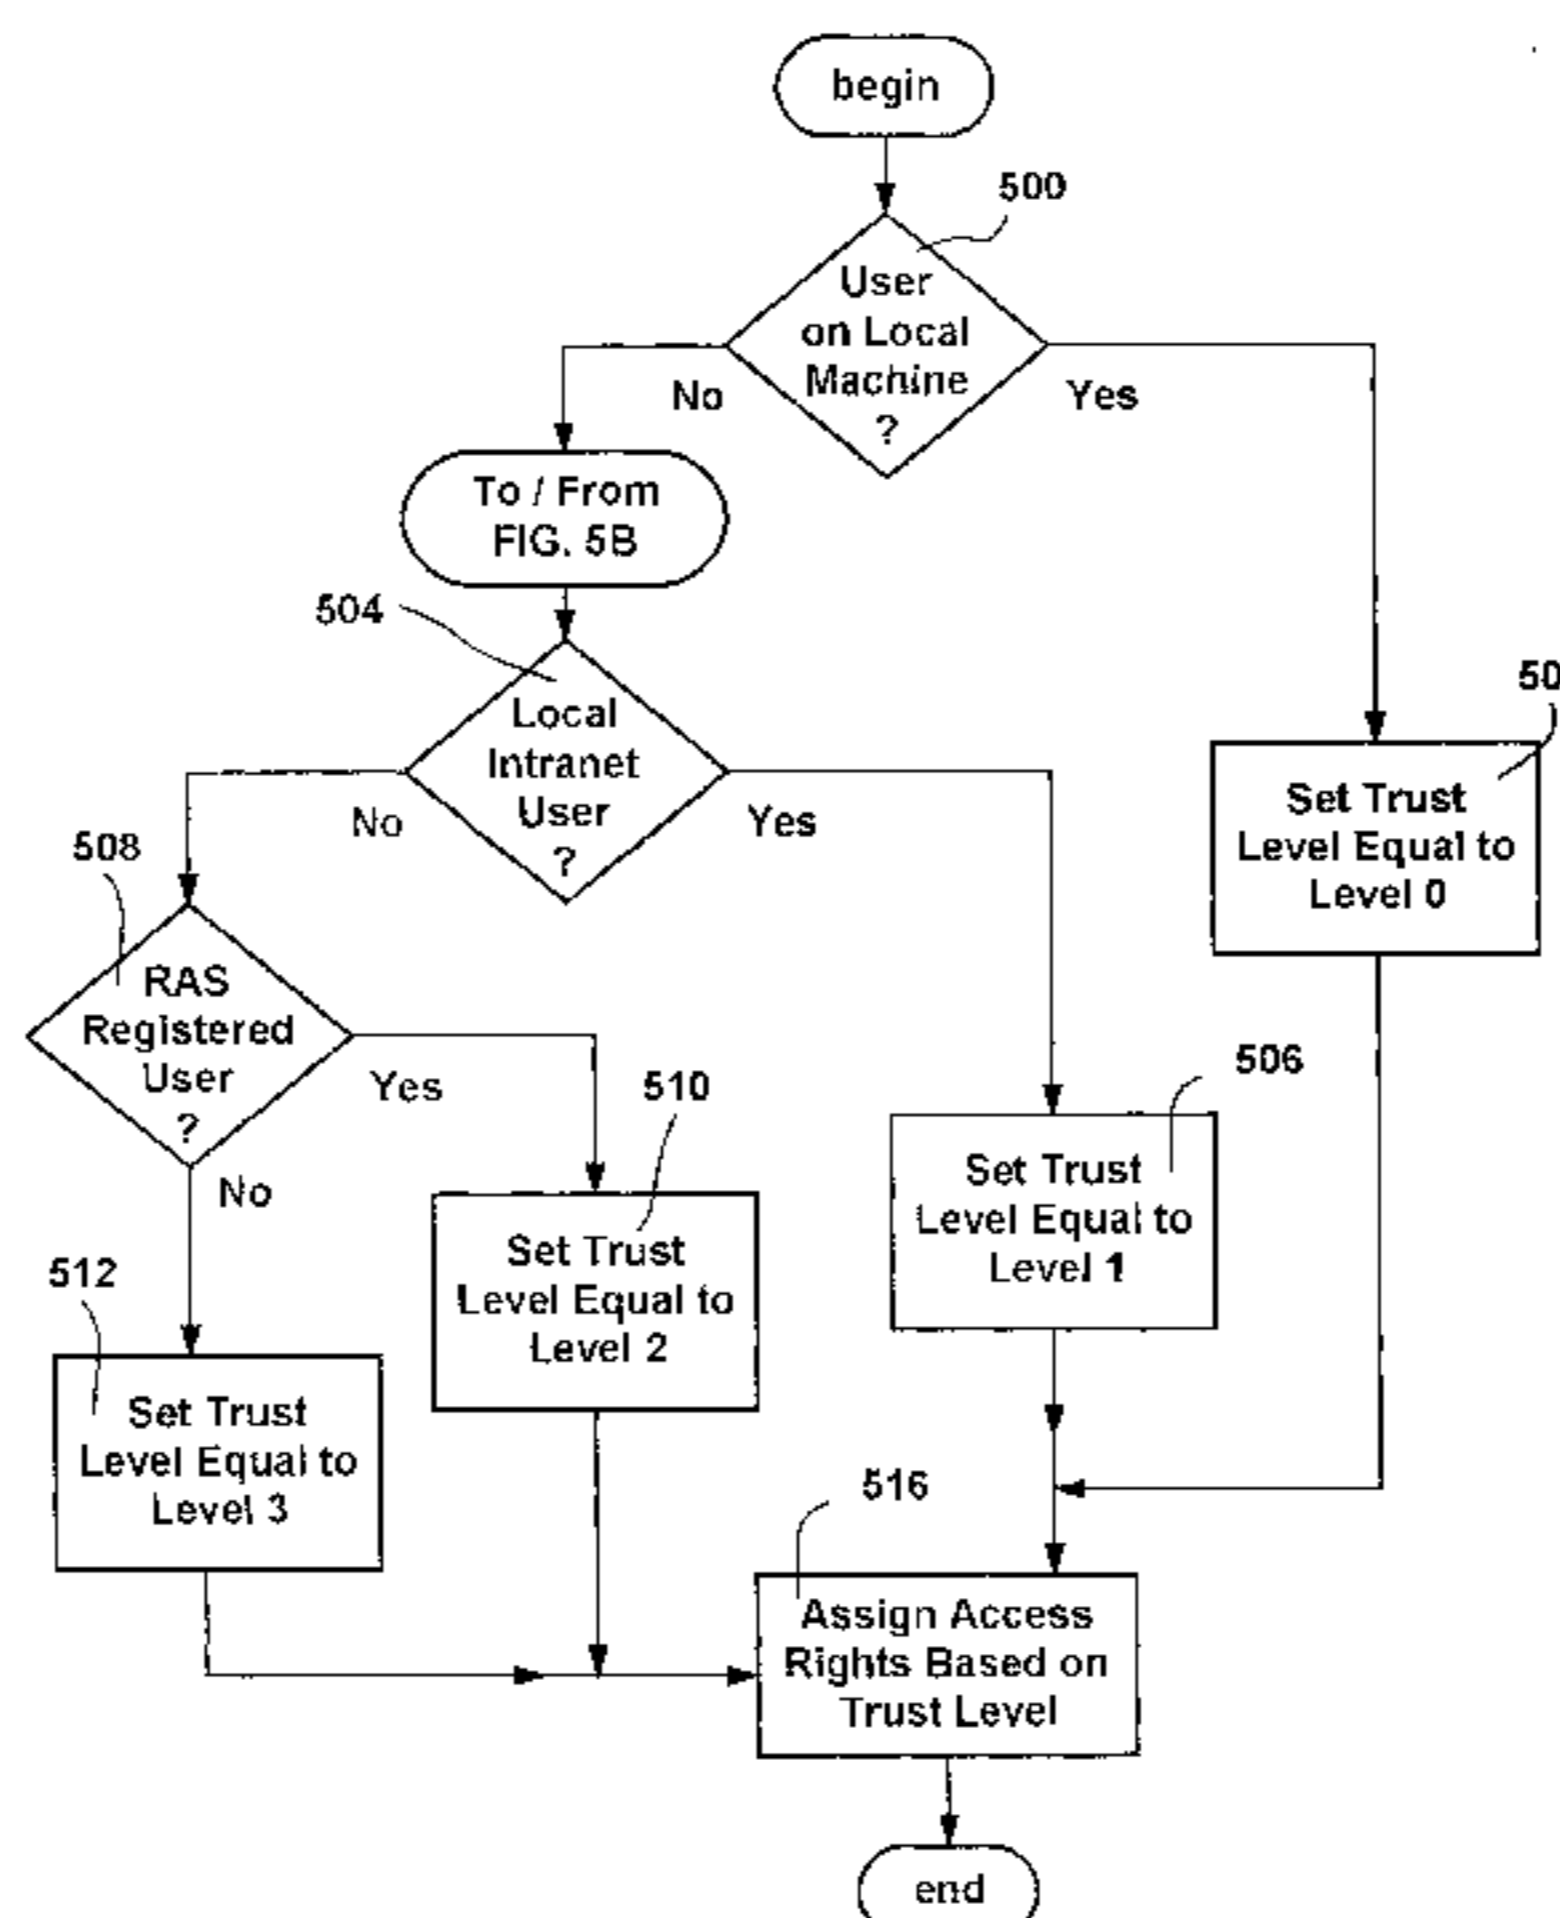 begin
500
User
on Local
Machine
?
No
Yes
To / From
FIG. 5B
504
Local
Intranet
User
?
No
Yes
50
Set Trust
Level Equal to
Level 0
508
RAS
Registered
User
?
Yes
No
510
Set Trust
Level Equal to
Level 2
506
Set Trust
Level Equal to
Level 1
512
Set Trust
Level Equal to
Level 3
516
Assign Access
Rights Based on
Trust Level
end